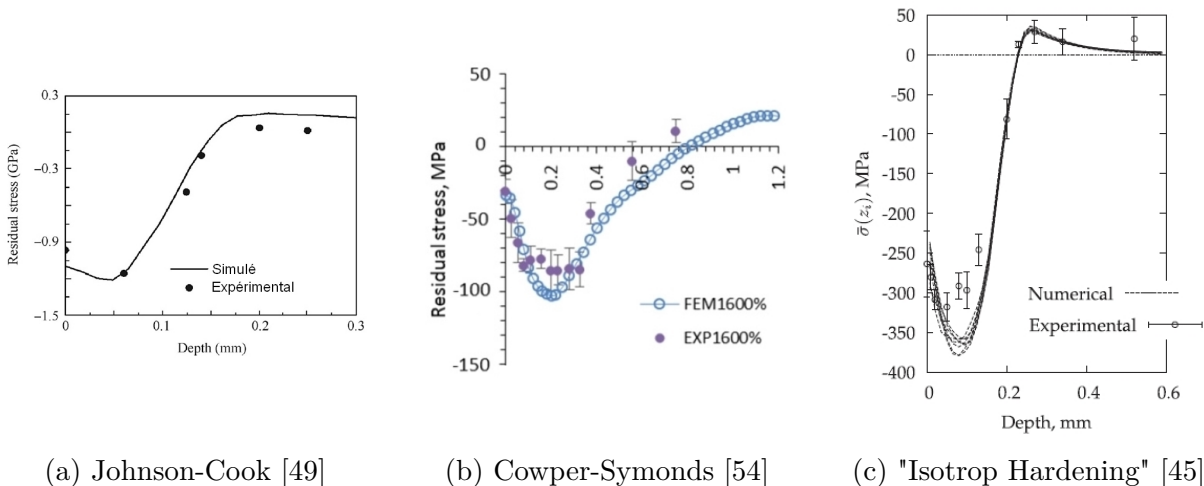 0.3
-0.3
-0.9
-1.5
Residual stress (GPa)
Simulé
Expérimental
0
0.1
0.2
0.3
Depth (mm)
(a) Johnson-Cook [49]
50
0
-50
-100
-150
Residual stress, MPa
0.0
0.2
0.4
0.6
0.8
1.0
1.2
FEM1600%
EXP1600%
(b) Cowper-Symonds [54]
50
0
-50
-100
-150
-200
-250
-300
-350
-400
σ̄(zᵢ), MPa
Numerical
Experimental
0
0.2
0.4
0.6
Depth, mm
(c) "Isotrop Hardening" [45]